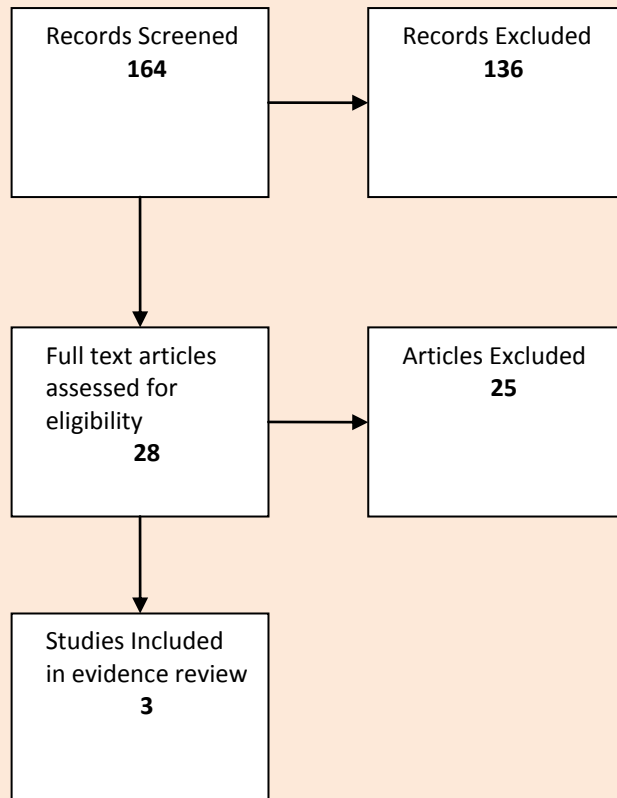 Records Screened
164
Records Excluded
136
Full text articles
assessed for
eligibility
28
Articles Excluded
25
Studies Included
in evidence review
3